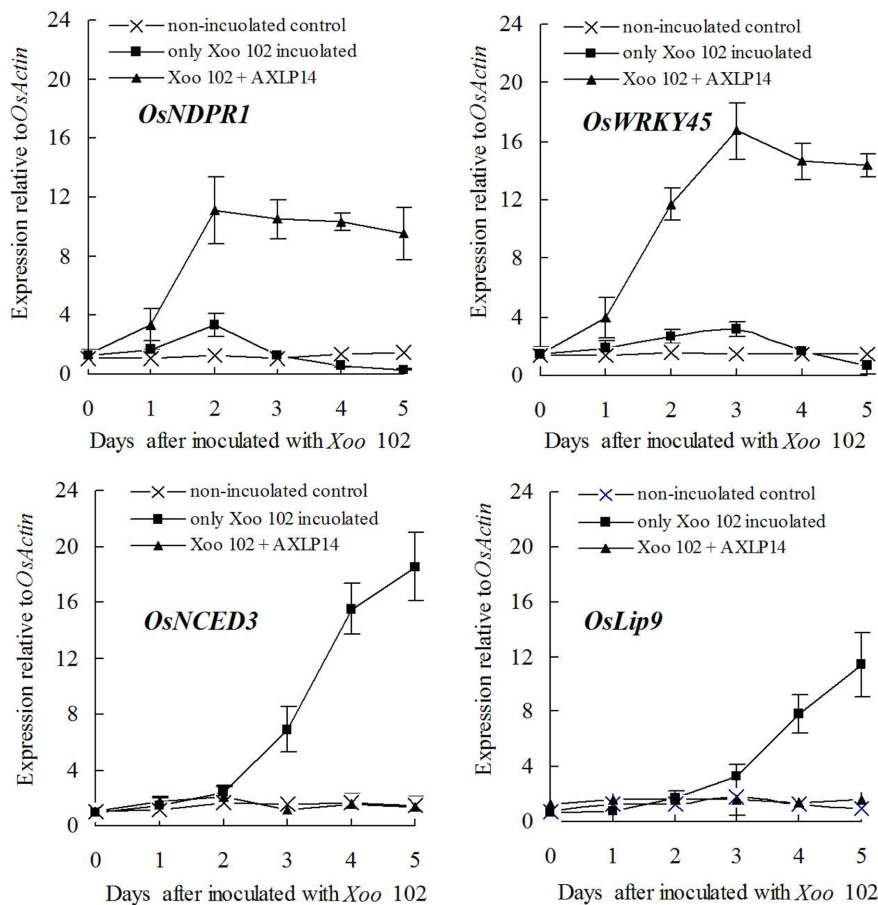 non-incuolated control
only Xoo 102 incuolated
Xoo 102 + AXLP14
OsNDPR1
Expression relative to OsActin
24
20
16
12
8
4
0
0 1 2 3 4 5
Days after inoculated with Xoo 102
non-incuolated control
only Xoo 102 incuolated
Xoo 102 + AXLP14
OsWRKY45
Expression relative to OsActin
24
20
16
12
8
4
0
0 1 2 3 4 5
Days after inoculated with Xoo 102
non-incuolated control
only Xoo 102 incuolated
Xoo 102 + AXLP14
OsNCED3
Expression relative to OsActin
24
20
16
12
8
4
0
0 1 2 3 4 5
Days after inoculated with Xoo 102
non-incuolated control
only Xoo 102 incuolated
Xoo 102 + AXLP14
OsLip9
Expression relative to OsActin
24
20
16
12
8
4
0
0 1 2 3 4 5
Days after inoculated with Xoo 102